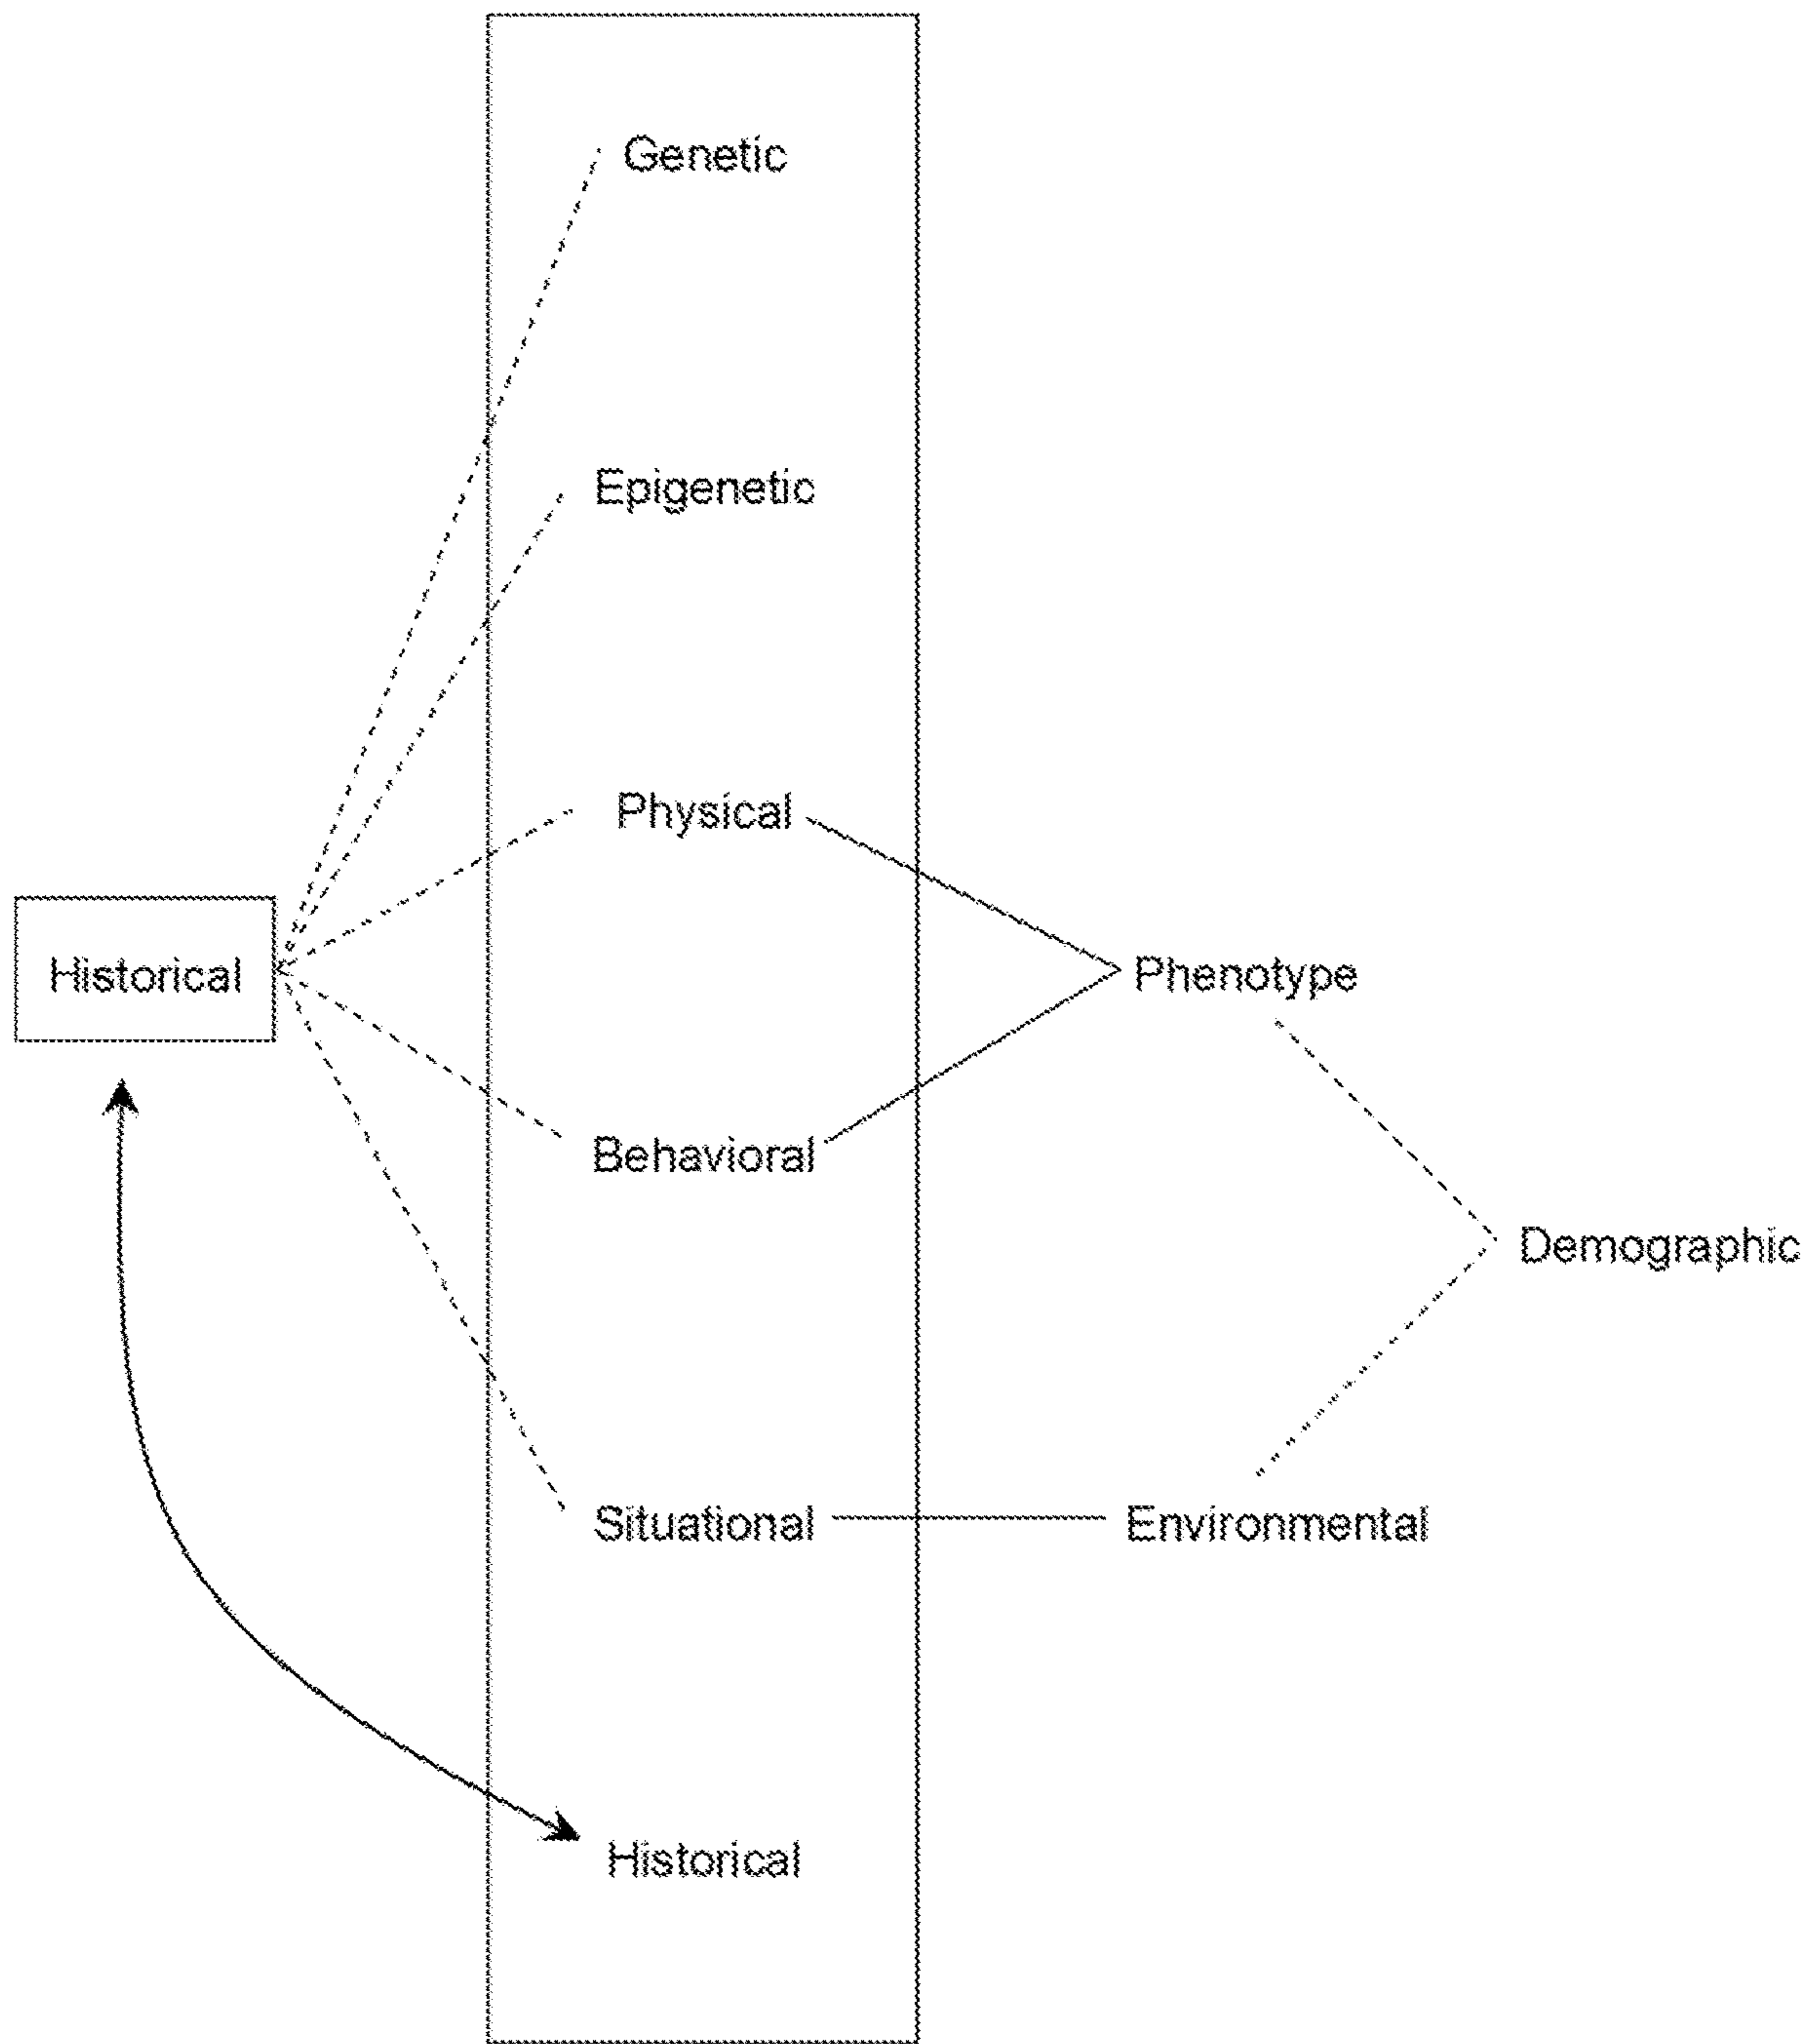 Genetic
Epigenetic
Physical
Historical
Phenotype
Behavioral
Demographic
Situational
Environmental
Historical